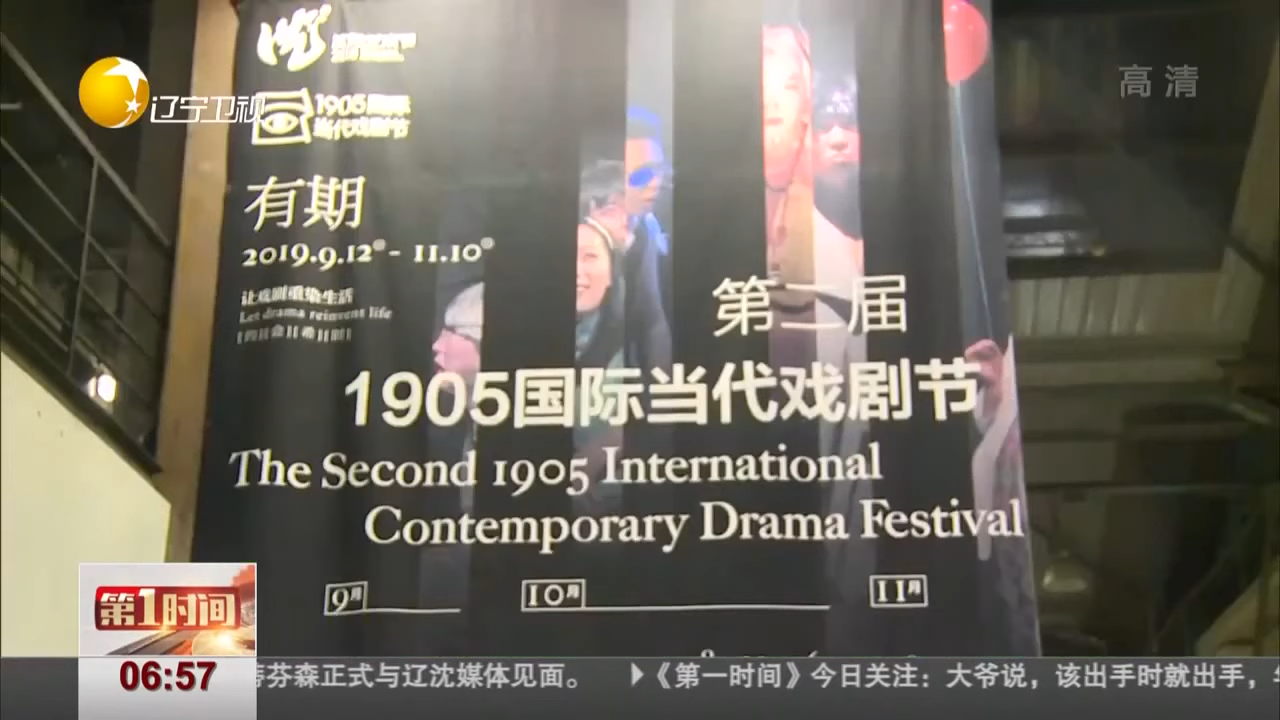 辽宁卫视
高清
1905国际
当代戏剧节
有期
2019.9.12® - 11.10®
让戏剧重塑生活
Let drama reinvent life
第二届
1905国际当代戏剧节
The Second 1905 International
Contemporary Drama Festival
9月
10月
11月
第1时间
06:57
芬森正式与辽沈媒体见面。 ▶《第一时间》今日关注：大爷说，该出手时就出手，